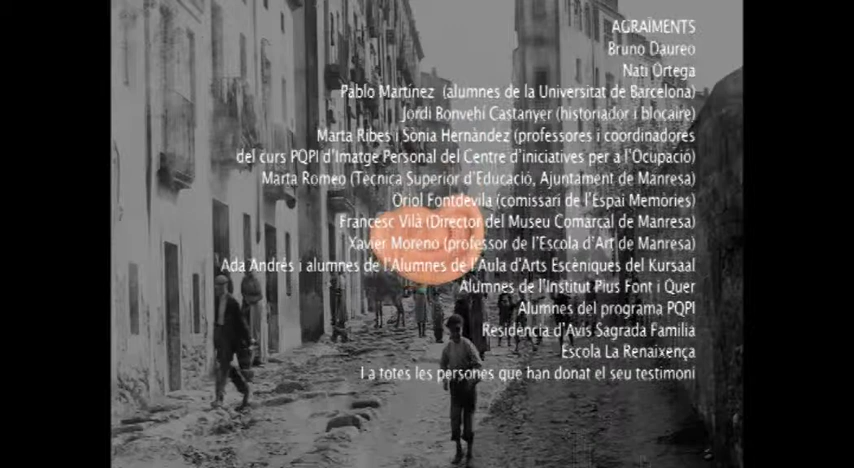 AGRAÏMENTS
Bruno Daureo
Nati Ortega
Pablo Martínez (alumnes de la Universitat de Barcelona)
Jordi Bonvehí Castanyer (historiador i blocaire)
Marta Ribes i Sònia Hernàndez (professores i coordinadores
del curs PQPI d'Imatge Personal del Centre d'iniciatives per a l'Ocupació)
Marta Romeo (Tècnica Superior d'Educació, Ajuntament de Manresa)
Oriol Fontdevila (comissari de l'Espai Memòries)
Francesc Vilà (Director del Museu Comarcal de Manresa)
Xavier Moreno (professor de l'Escola d'Art de Manresa)
Ada Andrés i alumnes de l'Alumnes de l'Aula d'Arts Escèniques del Kursaal
Alumnes de l'Institut Pius Font i Quer
Alumnes del programa PQPI
Residència d'Avis Sagrada Família
Escola La Renaixença
I a totes les persones que han donat el seu testimoni